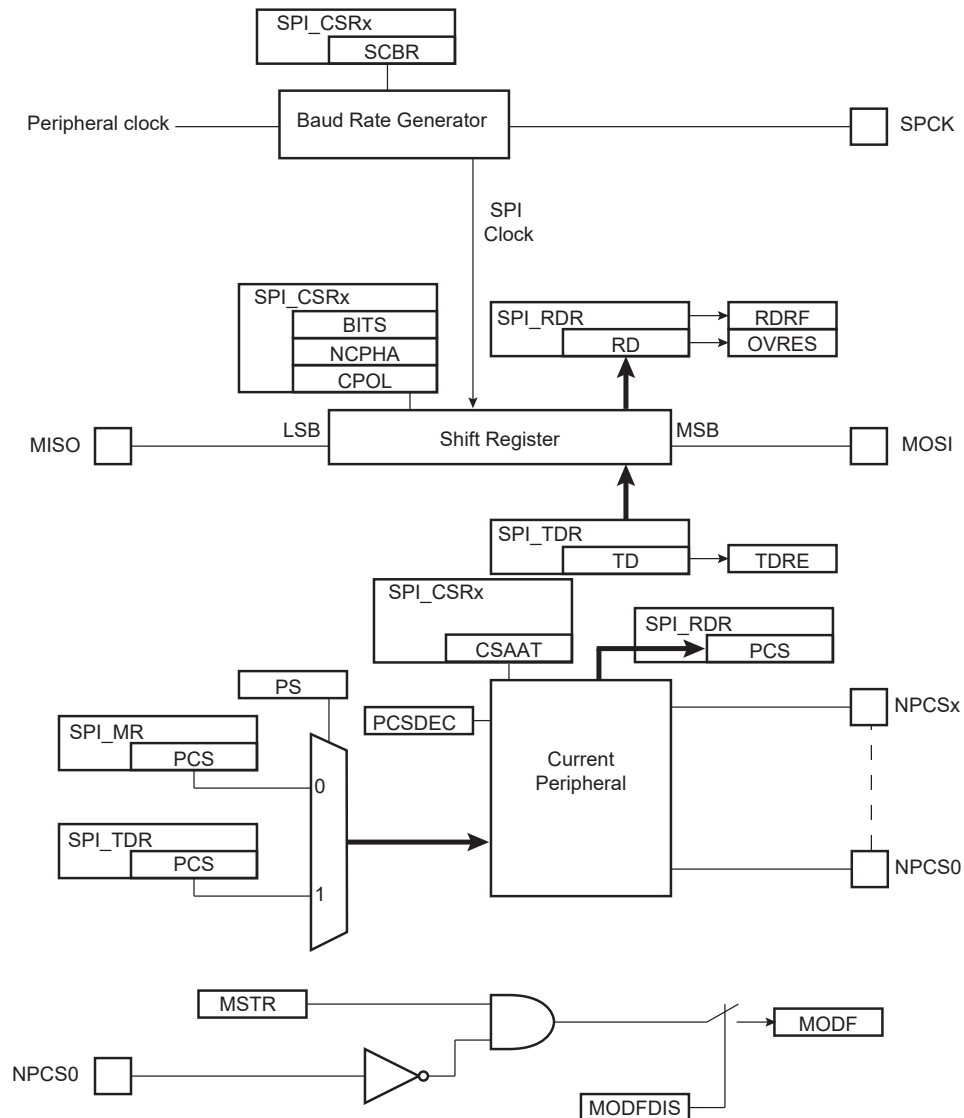 SPI_CSRx
SCBR
Peripheral clock
Baud Rate Generator
SPCK
SPI
Clock
SPI_CSRx
BITS
NCPHA
CPOL
SPI_RDR
RD
RDRF
OVRES
MISO
LSB
Shift Register
MSB
MOSI
SPI_TDR
TD
TDRE
SPI_CSRx
CSAAT
SPI_RDR
PCS
PS
PCSDEC
NPCSx
SPI_MR
PCS
0
Current
Peripheral
SPI_TDR
PCS
1
NPCS0
MSTR
MODF
NPCS0
MODFDIS